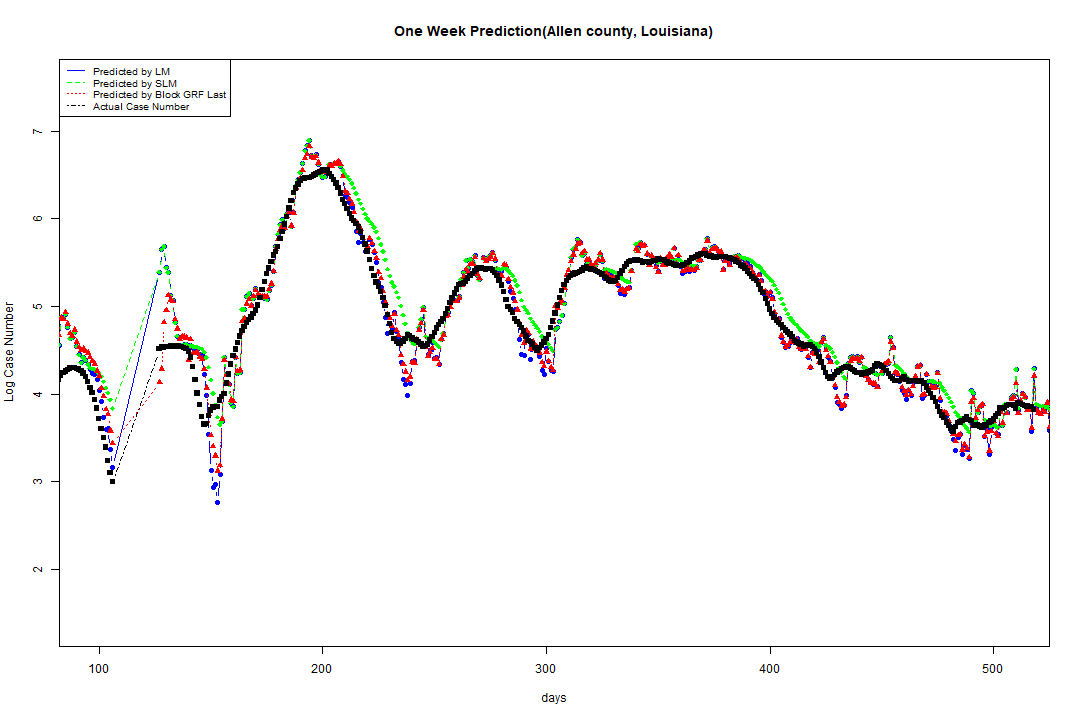 One Week Prediction(Allen county, Louisiana)
Predicted by LM
Predicted by SLM
Predicted by Block GRF Last
Actual Case Number
Log Case Number
7
6
5
4
3
2
100 200 300 400 500
days